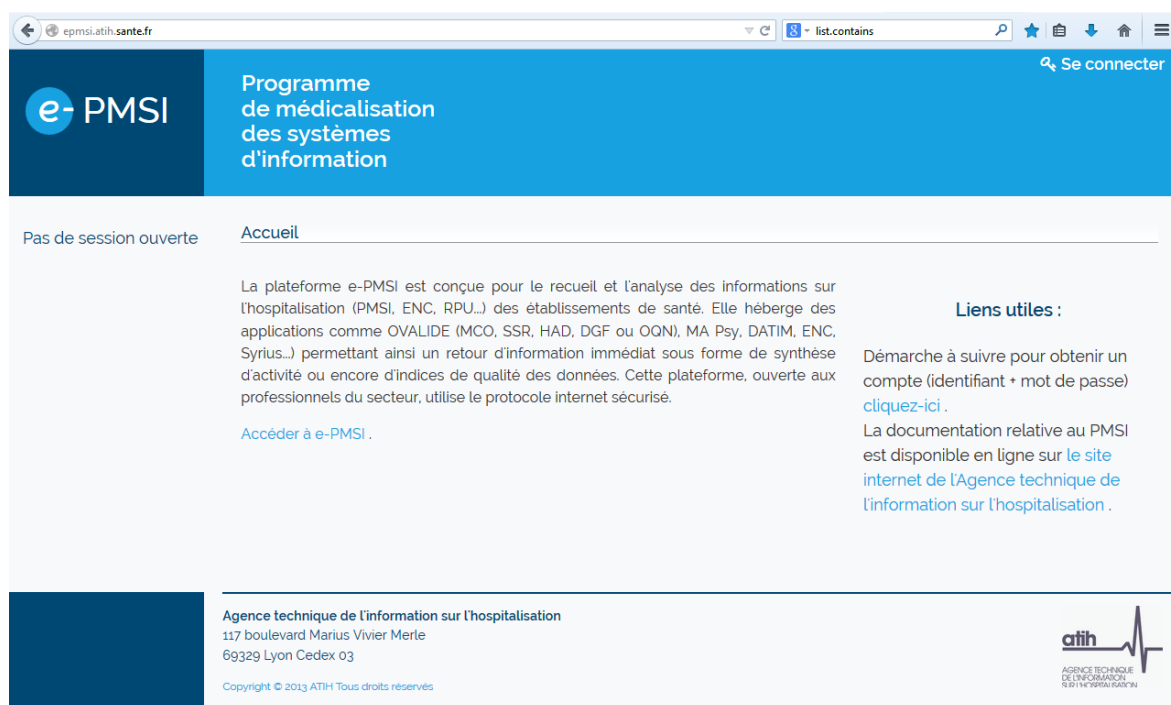 epmsi.atih.sante.fr
list.contains
Se connecter
e- PMSI
Programme
de médicalisation
des systèmes
d'information
Pas de session ouverte
Accueil
La plateforme e-PMSI est conçue pour le recueil et l'analyse des informations sur
l'hospitalisation (PMSI, ENC, RPU...) des établissements de santé. Elle héberge des
applications comme OVALIDE (MCO, SSR, HAD, DGF ou OQN), MA Psy, DATIM, ENC,
Syrius...) permettant ainsi un retour d'information immédiat sous forme de synthèse
d'activité ou encore d'indices de qualité des données. Cette plateforme, ouverte aux
professionnels du secteur, utilise le protocole internet sécurisé.
Accéder à e-PMSI .
Liens utiles :
Démarche à suivre pour obtenir un
compte (identifiant + mot de passe)
cliquez-ici .
La documentation relative au PMSI
est disponible en ligne sur le site
internet de l'Agence technique de
l'information sur l'hospitalisation .
Agence technique de l'information sur l'hospitalisation
117 boulevard Marius Vivier Merle
69329 Lyon Cedex 03
Copyright © 2013 ATIH Tous droits réservés
atih
AGENCE TECHNIQUE
DE L'INFORMATION
SUR L'HOSPITALISATION